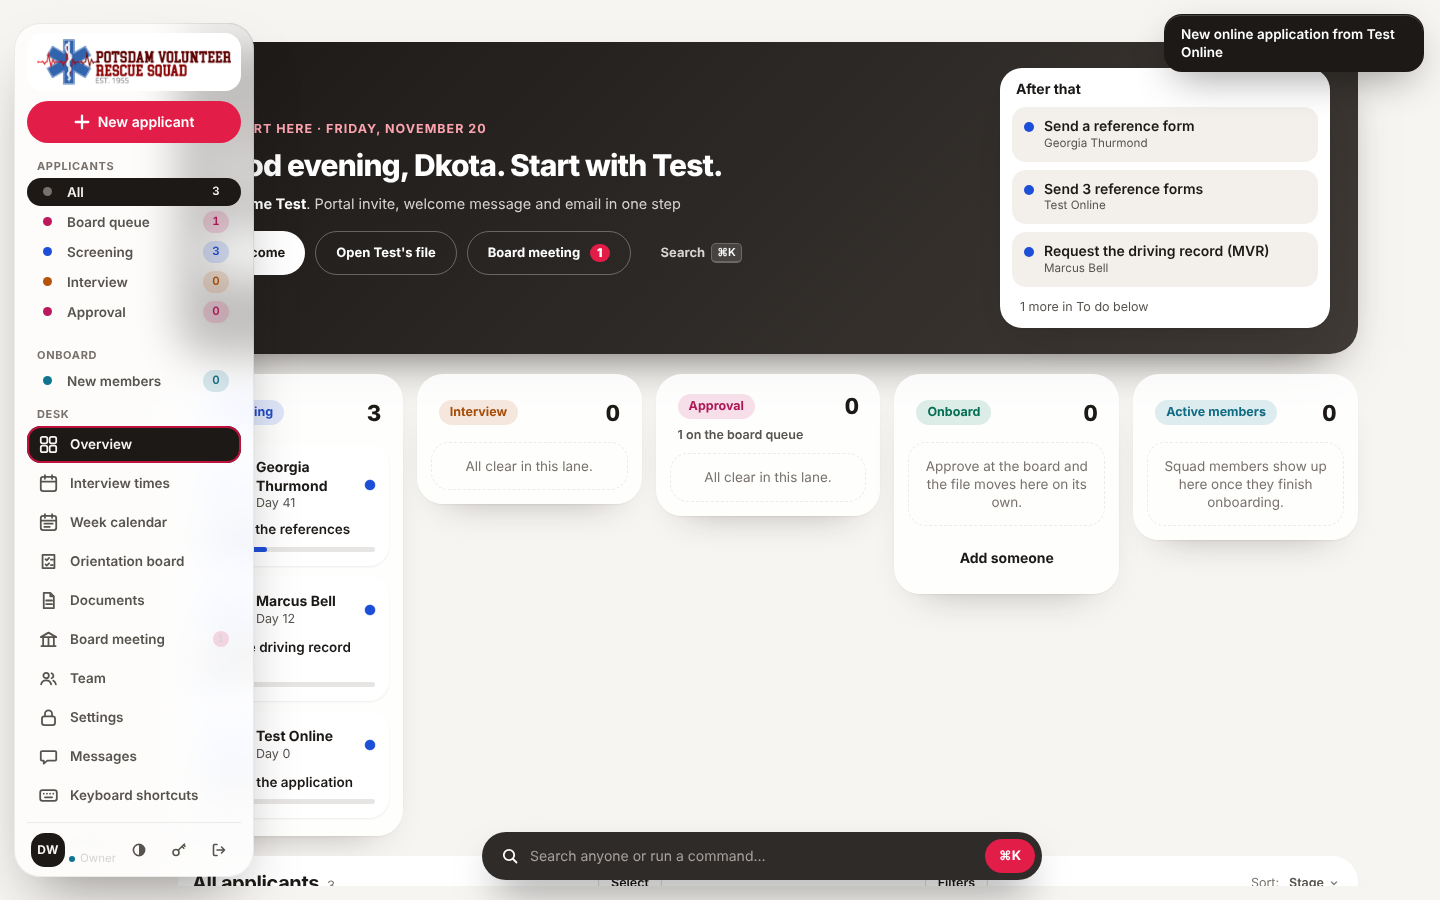 POTSDAM VOLUNTEER
RESCUE SQUAD
EST. 1955
New applicant
APPLICANTS
All 3
Board queue 1
Screening 3
Interview 0
Approval 0
ONBOARD
New members 0
DESK
Overview
Interview times
Week calendar
Orientation board
Documents
Board meeting
Team
Settings
Messages
Keyboard shortcuts
DW
Owner
New online application from Test
Online
RT HERE · FRIDAY, NOVEMBER 20
od evening, Dkota. Start with Test.
me Test. Portal invite, welcome message and email in one step
come
Open Test's file
Board meeting 1
Search ⌘K
After that
Send a reference form
Georgia Thurmond
Send 3 reference forms
Test Online
Request the driving record (MVR)
Marcus Bell
1 more in To do below
ing 3
Georgia
Thurmond
Day 41
the references
Marcus Bell
Day 12
driving record
Test Online
Day 0
the application
Interview 0
All clear in this lane.
Approval 0
1 on the board queue
All clear in this lane.
Onboard 0
Approve at the board and
the file moves here on its
own.
Add someone
Active members 0
Squad members show up
here once they finish
onboarding.
Search anyone or run a command... ⌘K
All applicants 3
Select
Filters
Sort: Stage